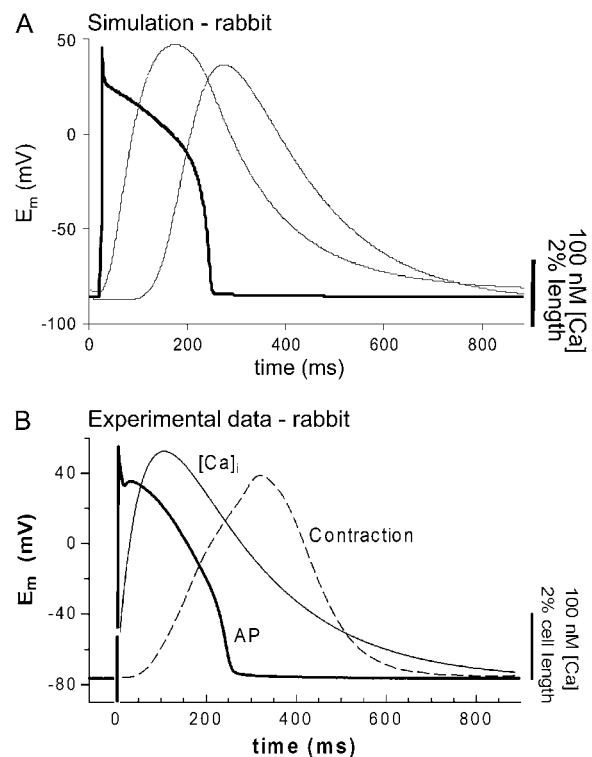 A
Simulation - rabbit
50
0
-50
-100
Em (mV)
0
200
400
600
800
time (ms)
100 nM [Ca]
2% length
B
Experimental data - rabbit
40
0
-40
-80
Em (mV)
[Ca]i
Contraction
AP
0
200
400
600
800
time (ms)
100 nM [Ca]
2% cell length